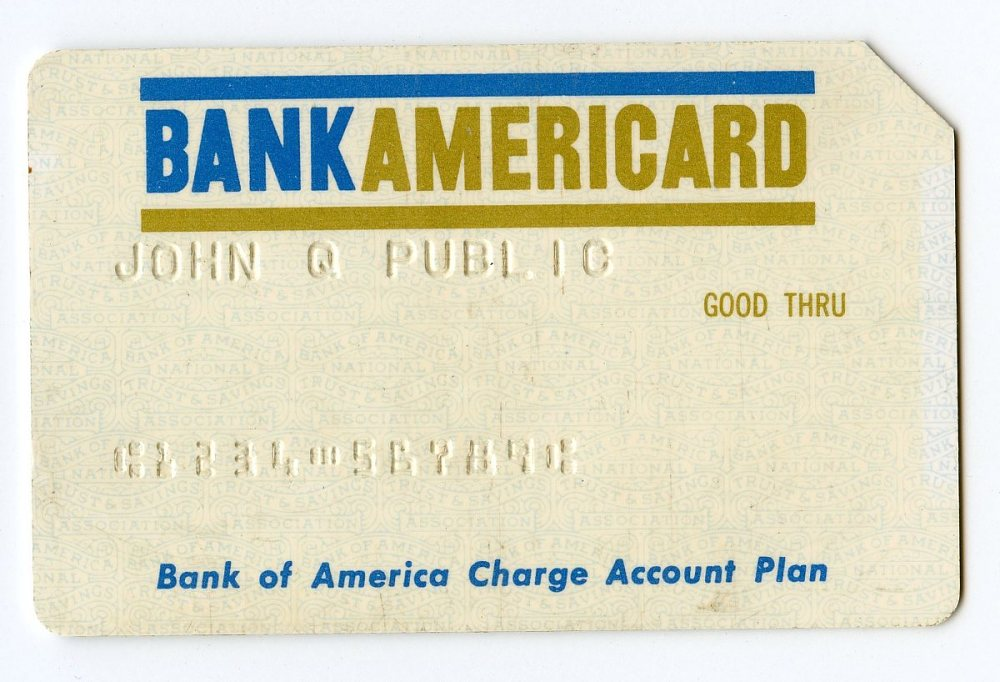 BANKAMERICARD
JOHN Q PUBLIC
GOOD THRU
Bank of America Charge Account Plan